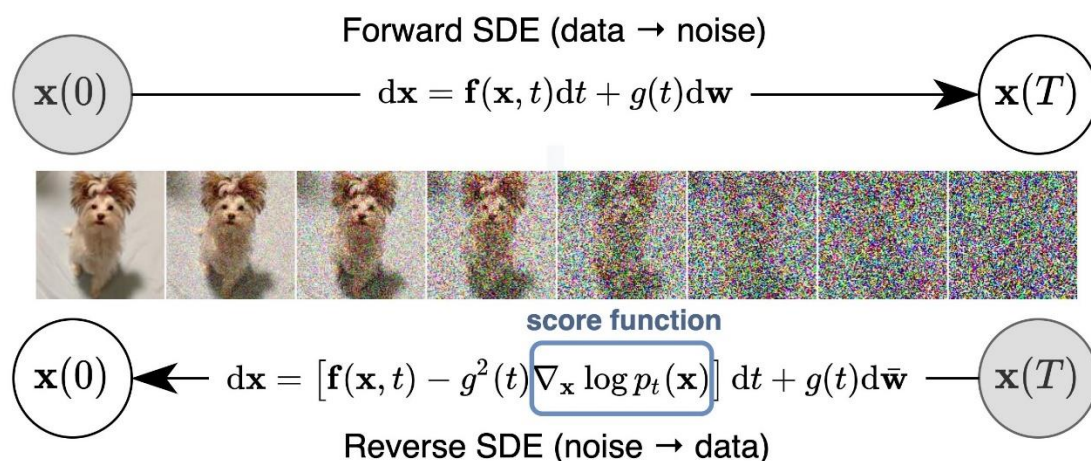 Forward SDE (data → noise)
x(0) dx = f(x, t)dt + g(t)dw x(T)
score function
x(0) dx = [f(x, t) − g²(t)∇ₓ log pₜ(x)] dt + g(t)dw̄ x(T)
Reverse SDE (noise → data)